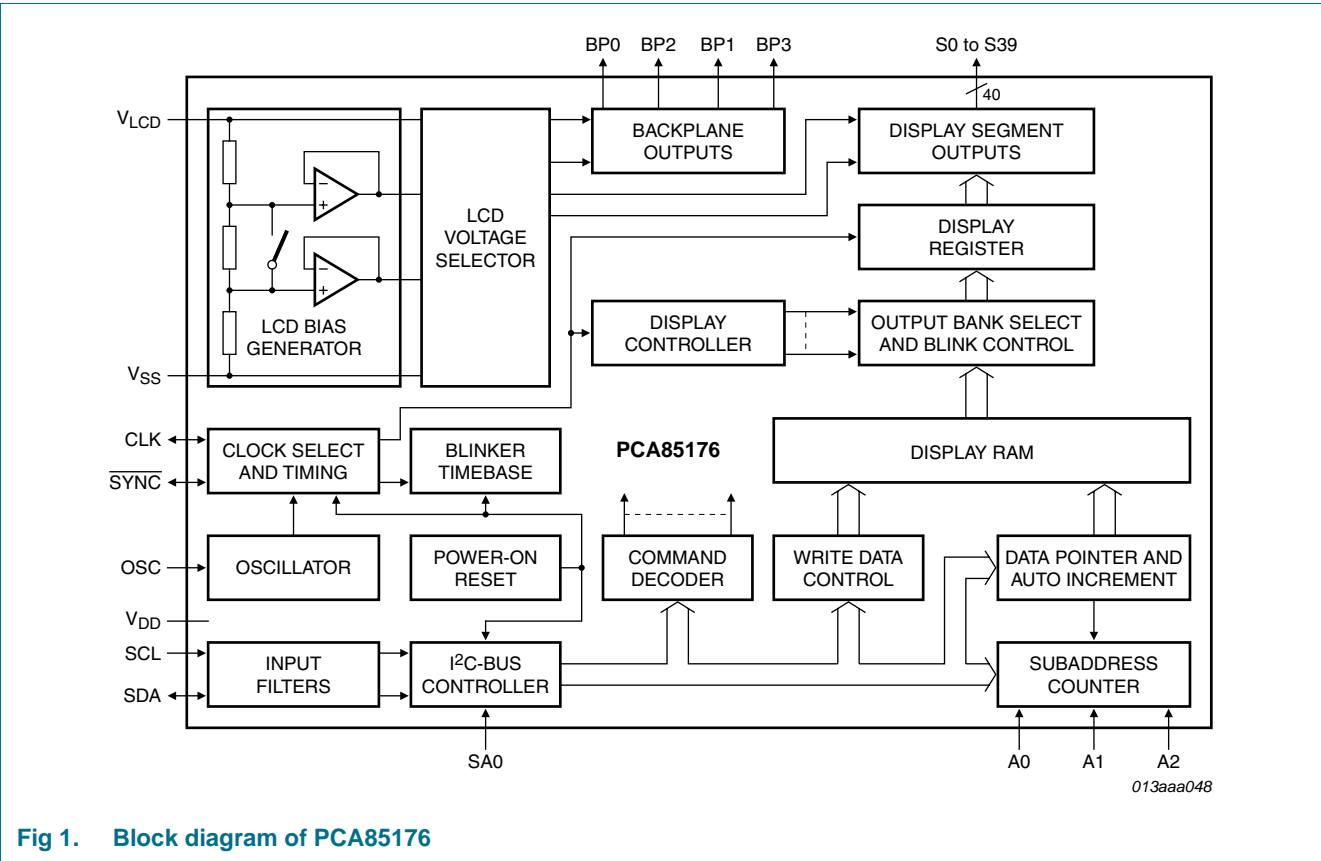 BP0 BP2 BP1 BP3 S0 to S39
40
VLCD
BACKPLANE
OUTPUTS
DISPLAY SEGMENT
OUTPUTS
−
+
LCD
VOLTAGE
SELECTOR
DISPLAY
REGISTER
−
+
LCD BIAS
GENERATOR
DISPLAY
CONTROLLER
OUTPUT BANK SELECT
AND BLINK CONTROL
VSS
CLK
SYNC
CLOCK SELECT
AND TIMING
BLINKER
TIMEBASE
PCA85176
DISPLAY RAM
OSC
OSCILLATOR
POWER-ON
RESET
COMMAND
DECODER
WRITE DATA
CONTROL
DATA POINTER AND
AUTO INCREMENT
VDD
SCL
SDA
INPUT
FILTERS
I²C-BUS
CONTROLLER
SUBADDRESS
COUNTER
SA0 A0 A1 A2
013aaa048
Fig 1. Block diagram of PCA85176